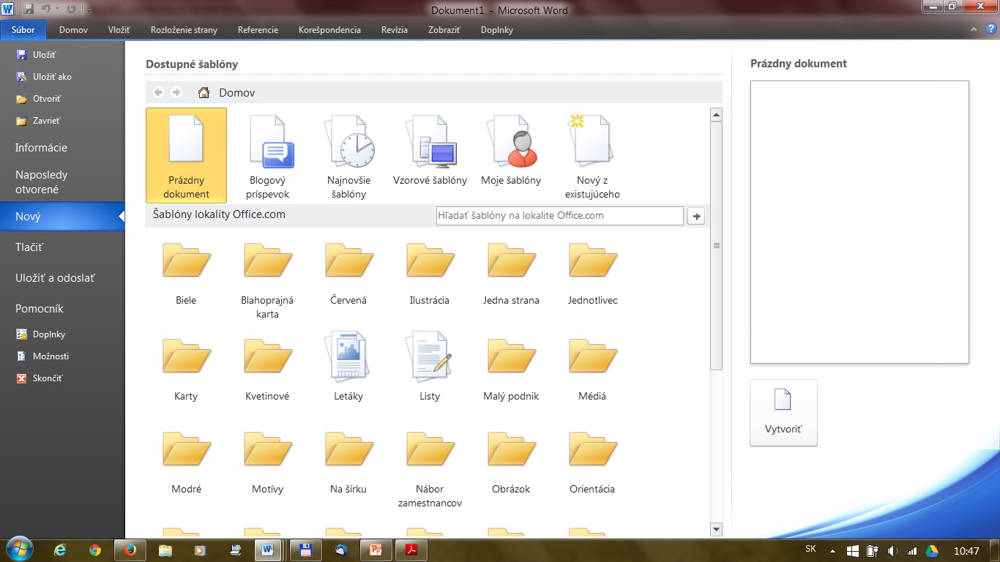 Dokument1 - Microsoft Word
Súbor Domov Vložiť Rozloženie strany Referencie Korešpondencia Revízia Zobraziť Doplnky
Uložiť
Uložiť ako
Otvoriť
Zavrieť
Informácie
Naposledy
otvorené
Nový
Tlačiť
Uložiť a odoslať
Pomocník
Doplnky
Možnosti
Skončiť
Dostupné šablóny
Domov
Prázdny
dokument
Blogový
príspevok
Najnovšie
šablóny
Vzorové šablóny
Moje šablóny
Nový z
existujúceho
Šablóny lokality Office.com
Hľadať šablóny na lokalite Office.com
Biele
Blahoprajná
karta
Červená
Ilustrácia
Jedna strana
Jednotlivec
Karty
Kvetinové
Letáky
Listy
Malý podnik
Médiá
Modré
Motívy
Na šírku
Nábor
zamestnancov
Obrázok
Orientácia
Prázdny dokument
Vytvoriť
SK
10:47